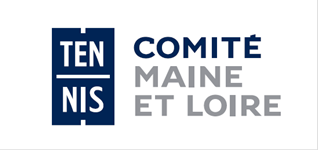 TEN
NIS
COMITÉ
MAINE
ET LOIRE